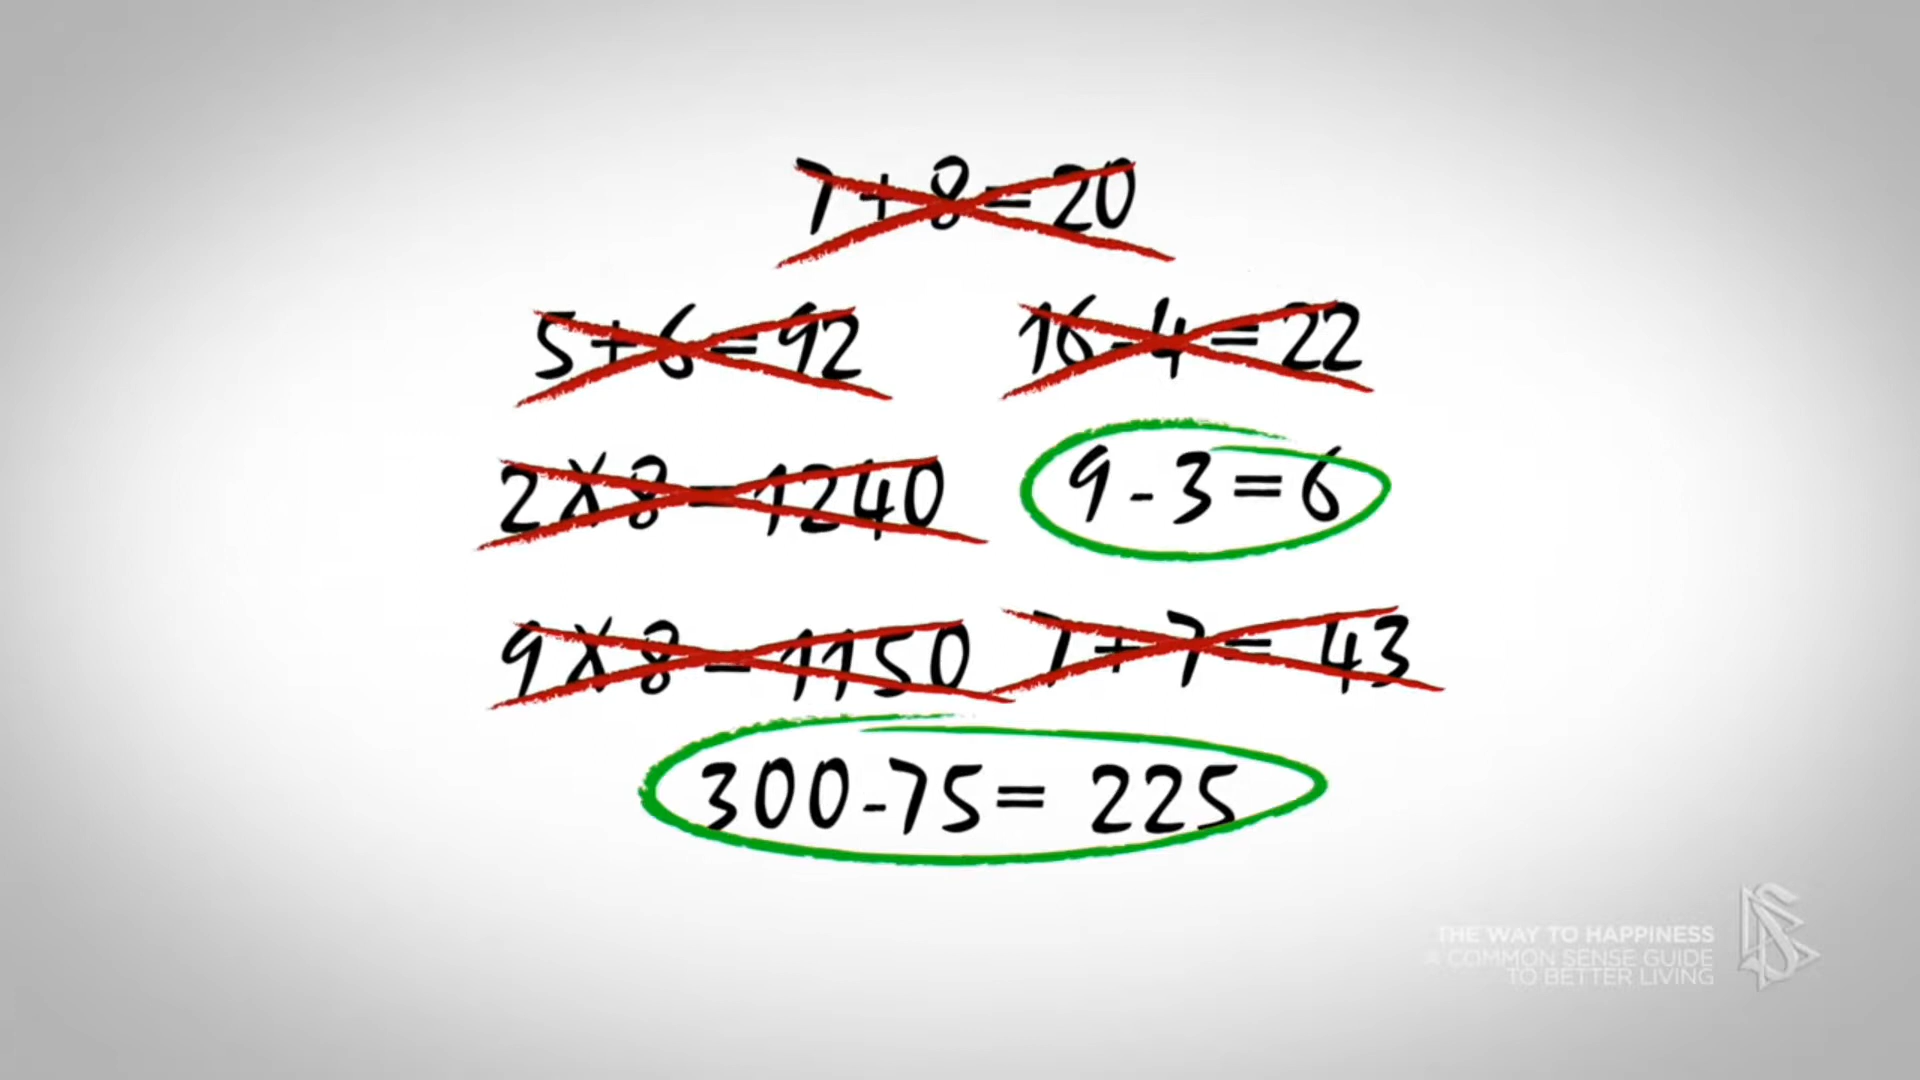 7+8=20
5+6=92
16-4=22
2X8=1240
9-3=6
9X8=1150
7+7=43
300-75=225
THE WAY TO HAPPINESS
A COMMON SENSE GUIDE
TO BETTER LIVING